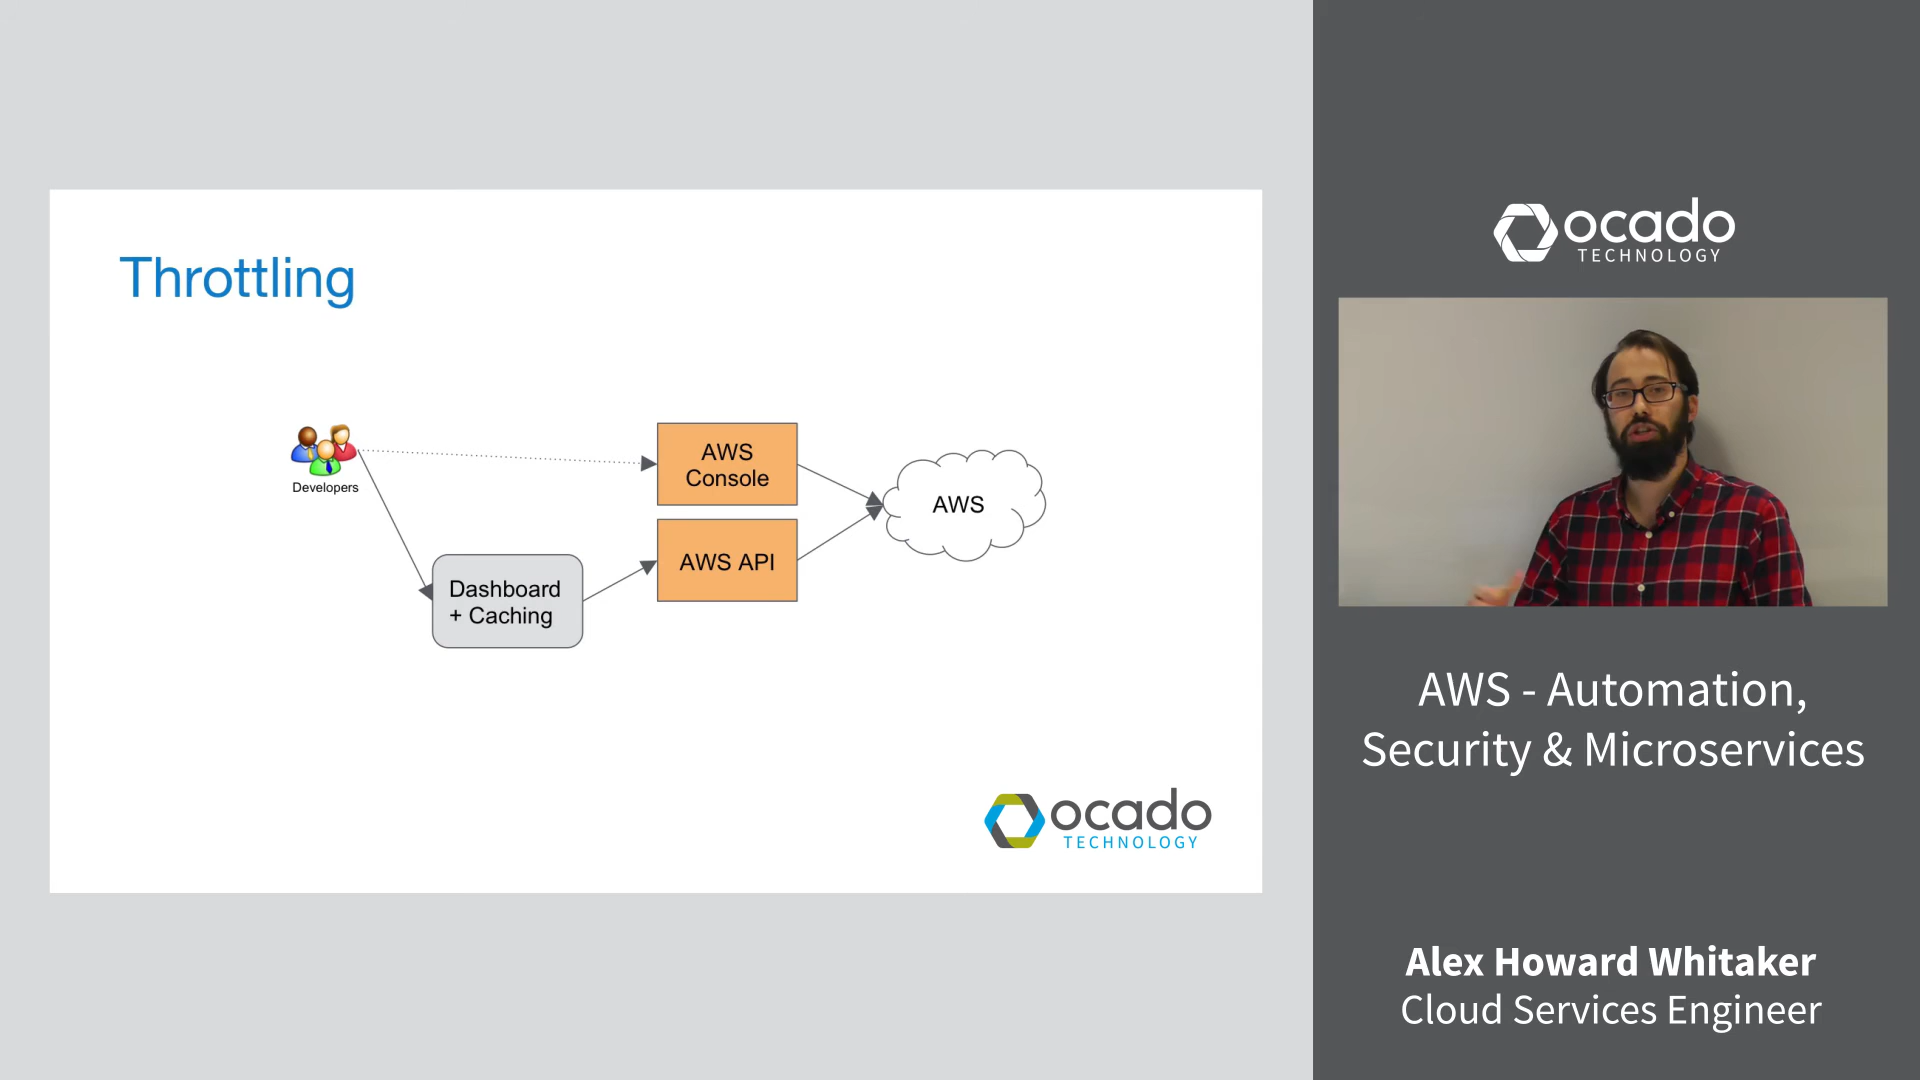 Throttling
Developers
AWS
Console
AWS API
AWS
Dashboard
+ Caching
ocado
TECHNOLOGY
ocado
TECHNOLOGY
AWS - Automation,
Security & Microservices
Alex Howard Whitaker
Cloud Services Engineer